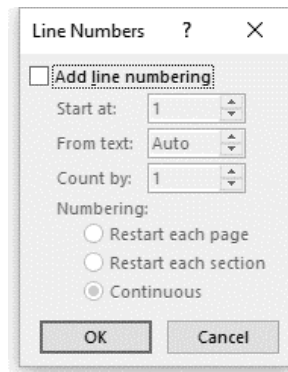 Line Numbers ? ×
Add line numbering
Start at: 1
From text: Auto
Count by: 1
Numbering:
Restart each page
Restart each section
Continuous
OK Cancel